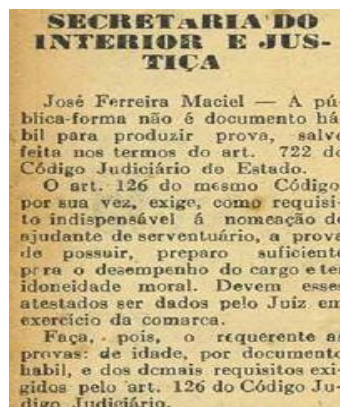 SECRETARIA DO
INTERIOR E JUS-
TIÇA
José Ferreira Maciel — A pú-
blica-forma não é documento há-
bil para produzir prova, salvo
feita nos termos do art. 722 do
Código Judiciário do Estado.
O art. 126 do mesmo Código,
por sua vez, exige, como requisi-
to indispensável á nomeação de
ajudante de serventuário, a prova
de possuir, preparo suficiente
para o desempenho do cargo e ter
idoneidade moral. Devem esses
atestados ser dados pelo Juiz em
exercício da comarca.
Faça, pois, o requerente as
provas: de idade, por documento
habil, e dos demais requisitos exi-
gidos pelo art. 126 do Código Ju-
digo Judiciário.